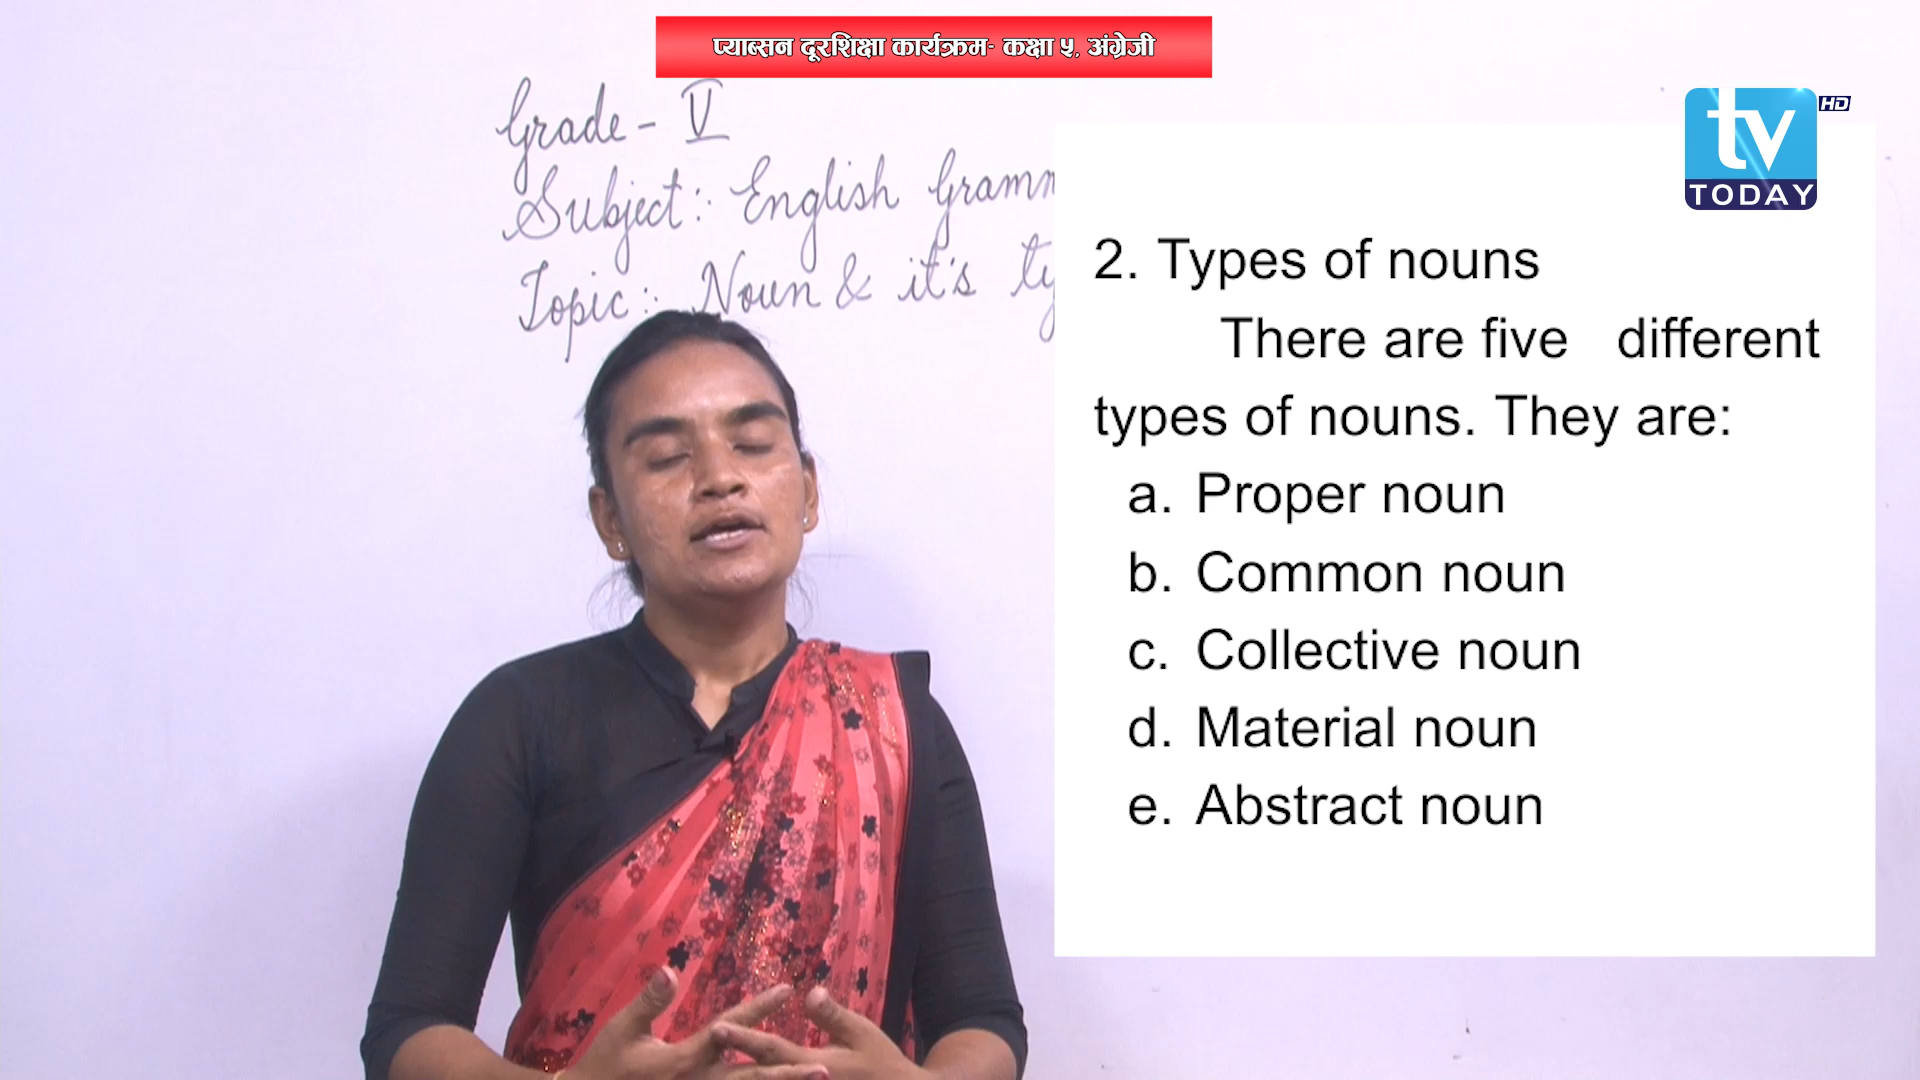 प्याब्सन दूरशिक्षा कार्यक्रम- कक्षा ५, अंग्रेजी
Grade - V
Subject:- English Gramm
Topic:- Noun & it's ty
tv HD
TODAY
2. Types of nouns
There are five different
types of nouns. They are:
a. Proper noun
b. Common noun
c. Collective noun
d. Material noun
e. Abstract noun